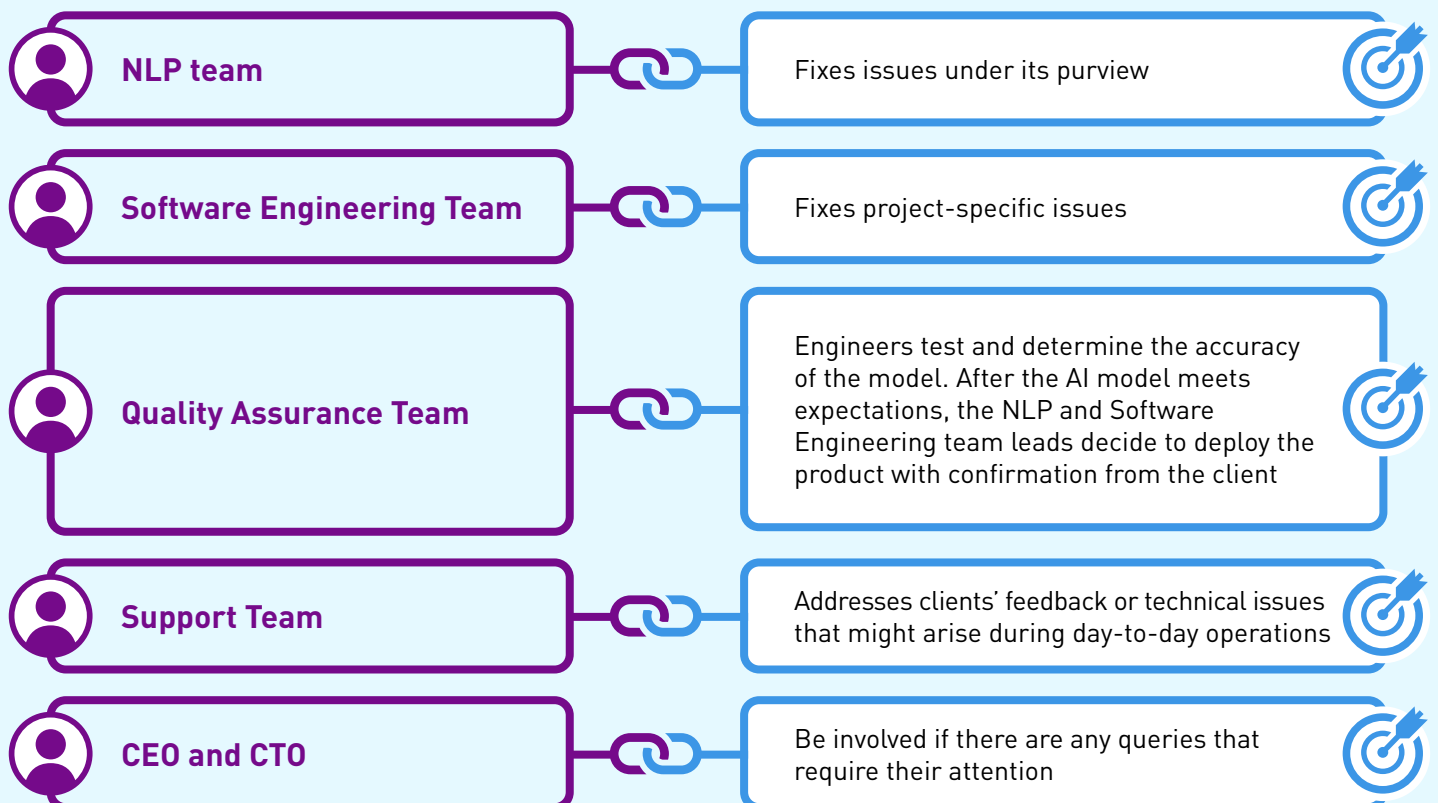 NLP team
Fixes issues under its purview
Software Engineering Team
Fixes project-specific issues
Quality Assurance Team
Engineers test and determine the accuracy
of the model. After the AI model meets
expectations, the NLP and Software
Engineering team leads decide to deploy the
product with confirmation from the client
Support Team
Addresses clients’ feedback or technical issues
that might arise during day-to-day operations
CEO and CTO
Be involved if there are any queries that
require their attention